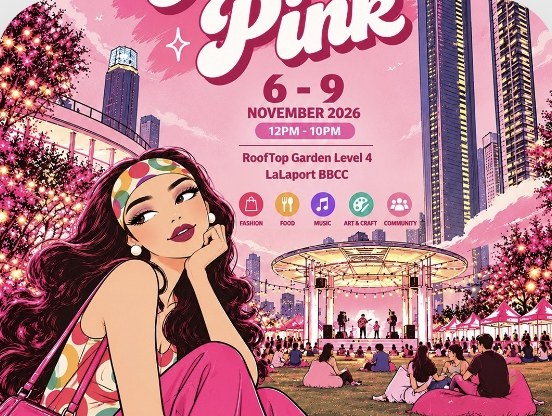 Pink
6 - 9
NOVEMBER 2026
12PM - 10PM
RoofTop Garden Level 4
LaLaport BBCC
FASHION
FOOD
MUSIC
ART & CRAFT
COMMUNITY